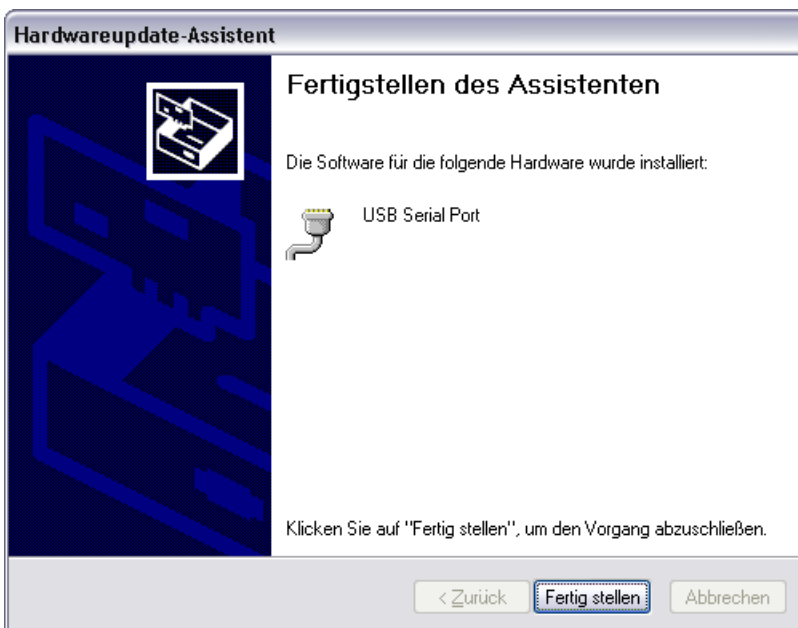 Hardwareupdate-Assistent
Fertigstellen des Assistenten
Die Software für die folgende Hardware wurde installiert:
USB Serial Port
Klicken Sie auf "Fertig stellen", um den Vorgang abzuschließen.
< Zurück Fertig stellen Abbrechen